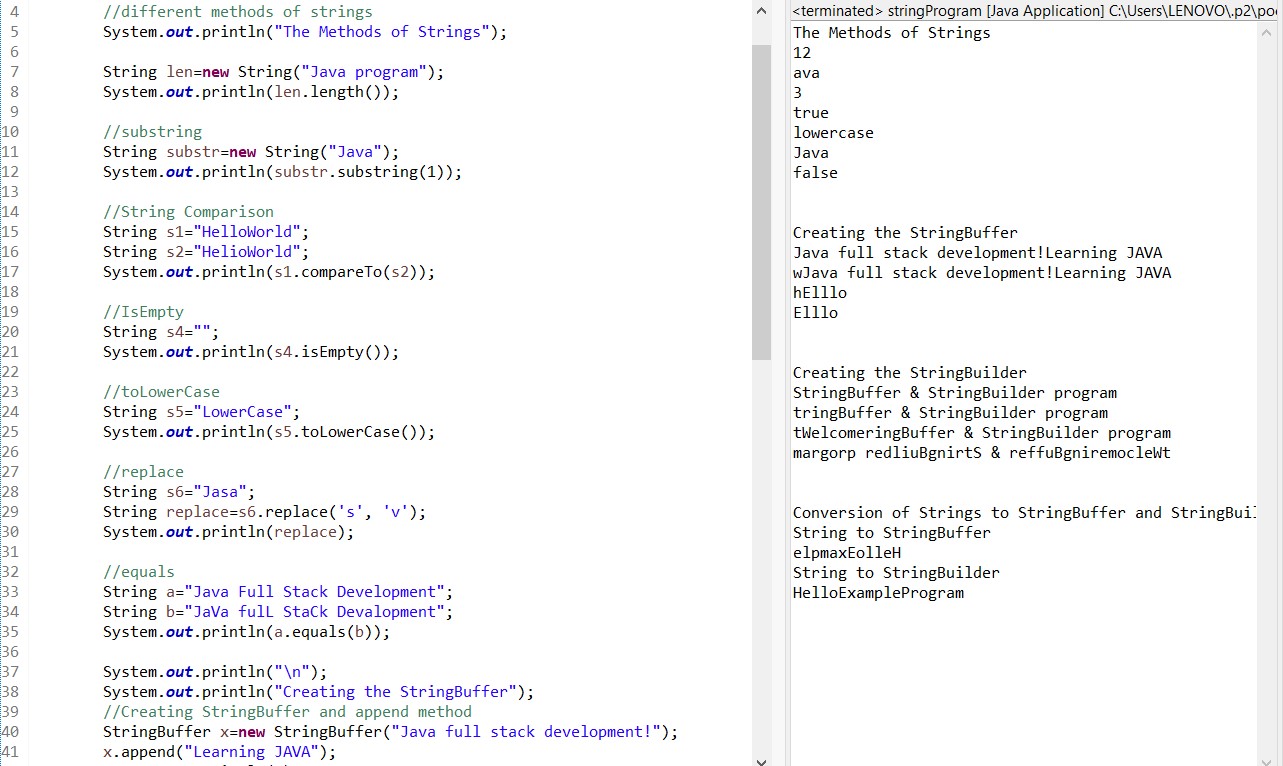 4 //different methods of strings
5 System.out.println("The Methods of Strings");
6
7 String len=new String("Java program");
8 System.out.println(len.length());
9
10 //substring
11 String substr=new String("Java");
12 System.out.println(substr.substring(1));
13
14 //String Comparison
15 String s1="HelloWorld";
16 String s2="HelioWorld";
17 System.out.println(s1.compareTo(s2));
18
19 //IsEmpty
20 String s4="";
21 System.out.println(s4.isEmpty());
22
23 //toLowerCase
24 String s5="LowerCase";
25 System.out.println(s5.toLowerCase());
26
27 //replace
28 String s6="Jasa";
29 String replace=s6.replace('s', 'v');
30 System.out.println(replace);
31
32 //equals
33 String a="Java Full Stack Development";
34 String b="JaVa fulL StaCk Devalopment";
35 System.out.println(a.equals(b));
36
37 System.out.println("\n");
38 System.out.println("Creating the StringBuffer");
39 //Creating StringBuffer and append method
40 StringBuffer x=new StringBuffer("Java full stack development!");
41 x.append("Learning JAVA");
<terminated> stringProgram [Java Application] C:\Users\LENOVO\.p2\poo
The Methods of Strings
12
ava
3
true
lowercase
Java
false
Creating the StringBuffer
Java full stack development!Learning JAVA
wJava full stack development!Learning JAVA
hElllo
Elllo
Creating the StringBuilder
StringBuffer & StringBuilder program
tringBuffer & StringBuilder program
tWelcomeringBuffer & StringBuilder program
margorp redliuBgnirtS & reffuBgniremocleWt
Conversion of Strings to StringBuffer and StringBuil
String to StringBuffer
elpmaxEolleH
String to StringBuilder
HelloExampleProgram